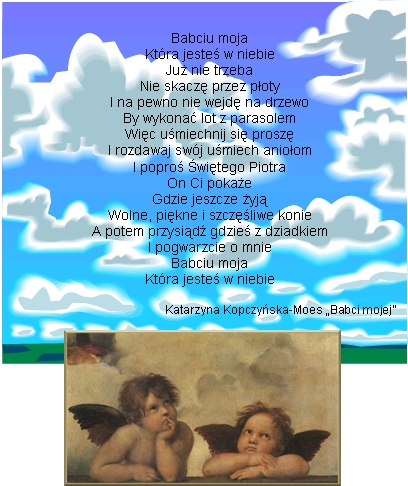 Babciu moja
Która jesteś w niebie
Już nie trzeba
Nie skaczę przez płoty
I na pewno nie wejdę na drzewo
By wykonać lot z parasolem
Więc uśmiechnij się proszę
I rozdawaj swój uśmiech aniołom
I poproś Świętego Piotra
On Ci pokaże
Gdzie jeszcze żyją
Wolne, piękne i szczęśliwe konie
A potem przysiądź gdzieś z dziadkiem
I pogwarzcie o mnie
Babciu moja
Która jesteś w niebie
Katarzyna Kopczyńska-Moes „Babci mojej”